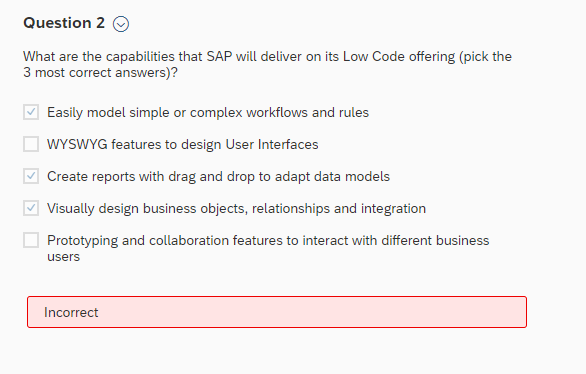 Question 2
What are the capabilities that SAP will deliver on its Low Code offering (pick the
3 most correct answers)?
Easily model simple or complex workflows and rules
WYSWYG features to design User Interfaces
Create reports with drag and drop to adapt data models
Visually design business objects, relationships and integration
Prototyping and collaboration features to interact with different business
users
Incorrect